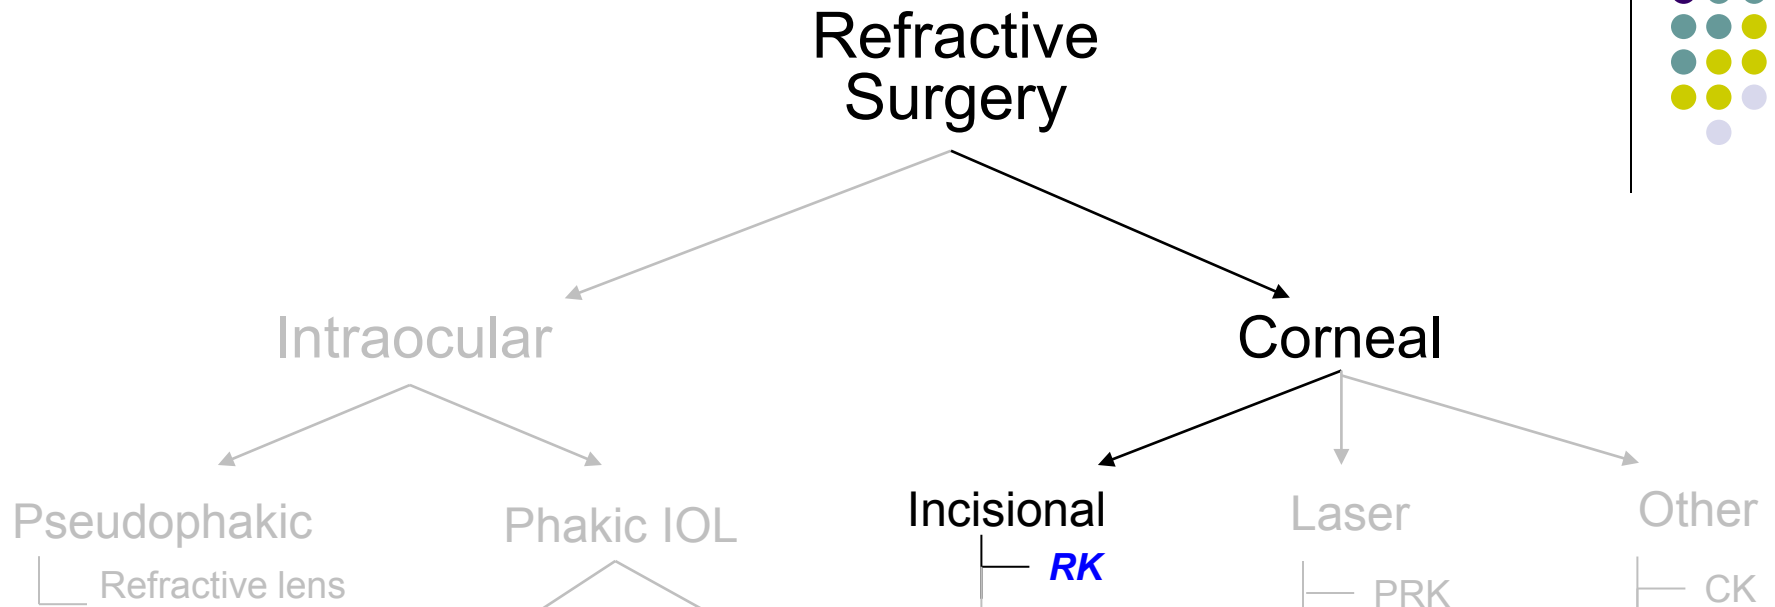 Refractive
Surgery
Intraocular
Corneal
Pseudophakic
Phakic IOL
Incisional
Laser
Other
Refractive lens
RK
PRK
CK